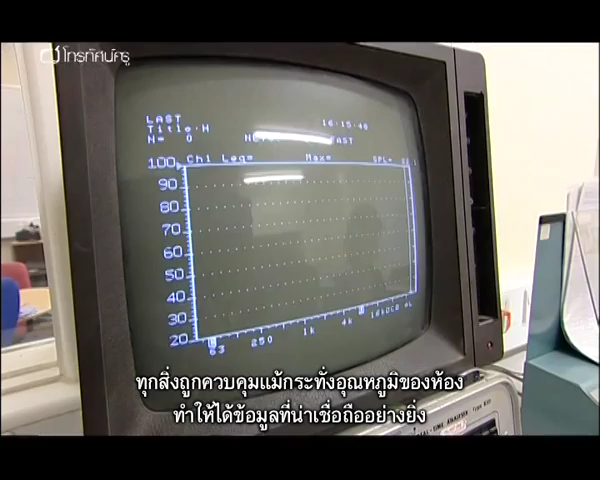 โทรทัศน์ครู
LAST
16:15:48
Title:H
N= 0
FAST
100 Ch1 Leq= Max= SPL=
90
80
70
60
50
40
30
20
63 250 1k 4k
ทุกสิ่งถูกควบคุมแม้กระทั่งอุณหภูมิของห้อง
ทำให้ได้ข้อมูลที่น่าเชื่อถืออย่างยิ่ง